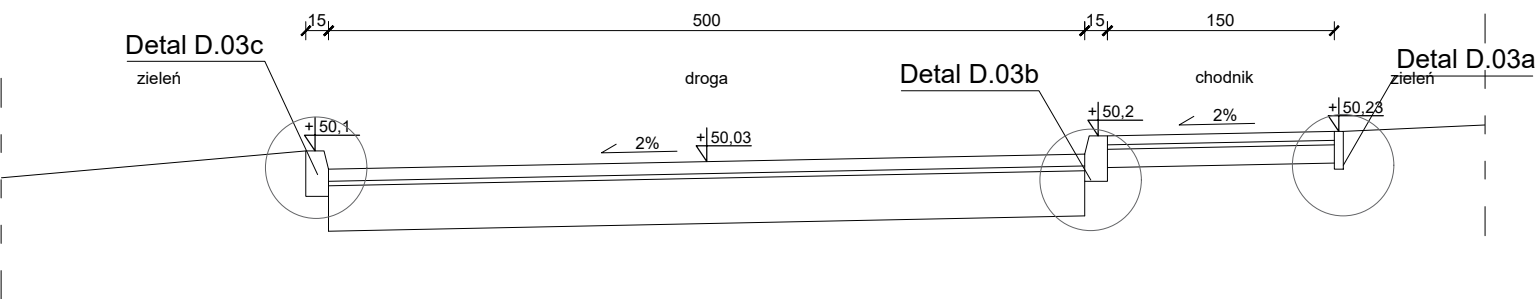 15 500 15 150
Detal D.03c
zieleń
droga
Detal D.03b
chodnik
Detal D.03a
zieleń
+50,1
2%
+50,03
+50,2
2%
+50,23